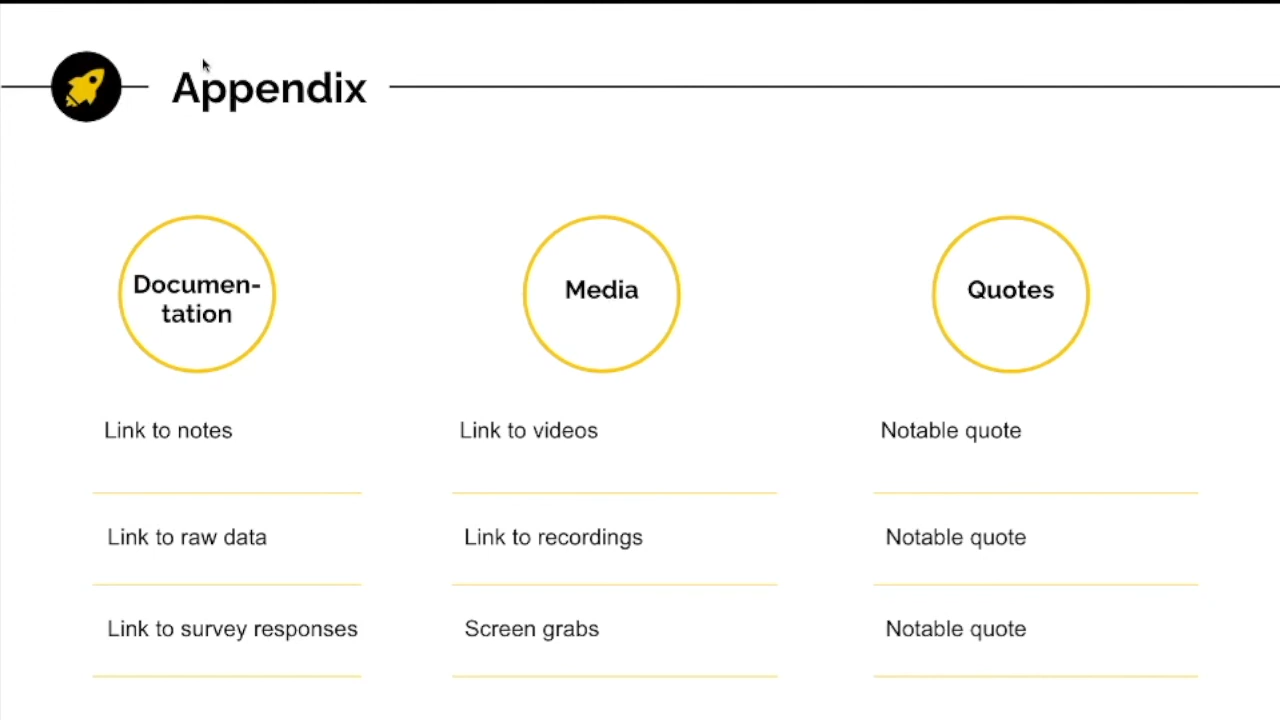 Appendix
Documen-
tation
Media
Quotes
Link to notes
Link to videos
Notable quote
Link to raw data
Link to recordings
Notable quote
Link to survey responses
Screen grabs
Notable quote